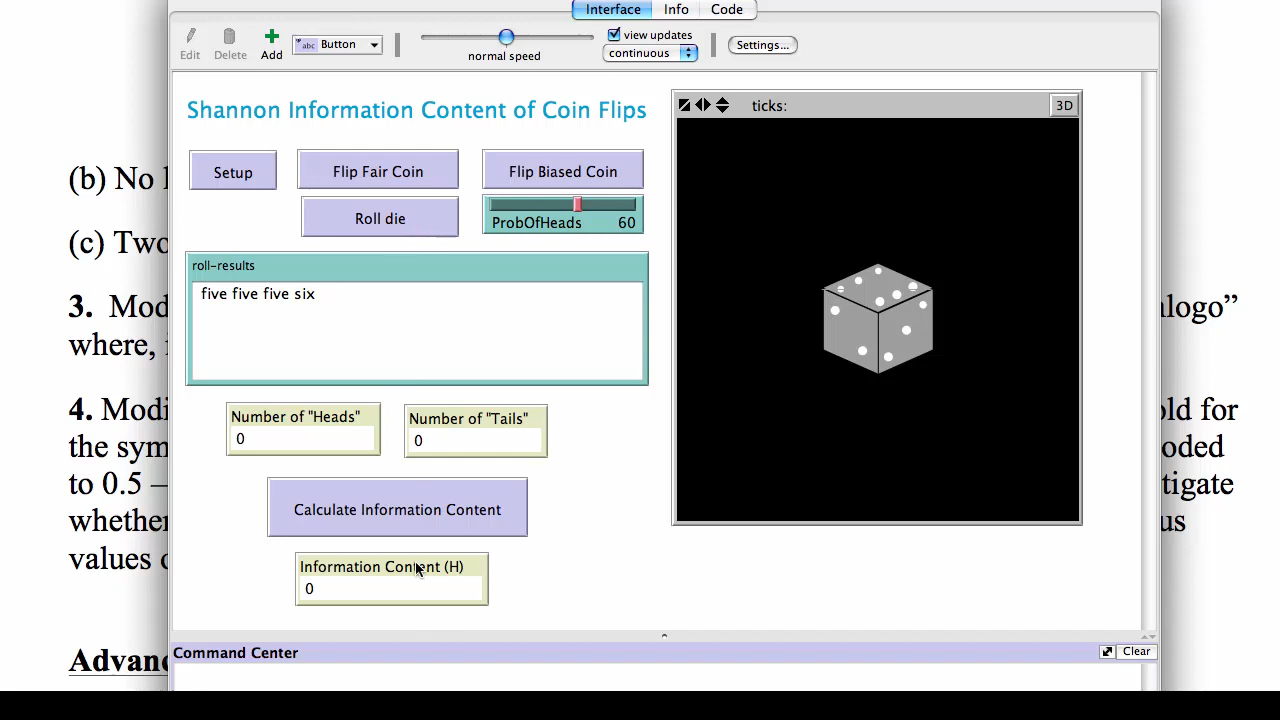 Interface Info Code
Edit Delete Add abc Button normal speed view updates continuous Settings...
Shannon Information Content of Coin Flips
ticks: 3D
Setup Flip Fair Coin Flip Biased Coin
Roll die ProbOfHeads 60
roll-results
five five five six
Number of "Heads" Number of "Tails"
0 0
Calculate Information Content
Information Content (H)
0
Command Center Clear
(b) No
(c) Two
3. Mod logo”
where,
4. Modi ld for
the sym oded
to 0.5 — tigate
whether us
values
Advan